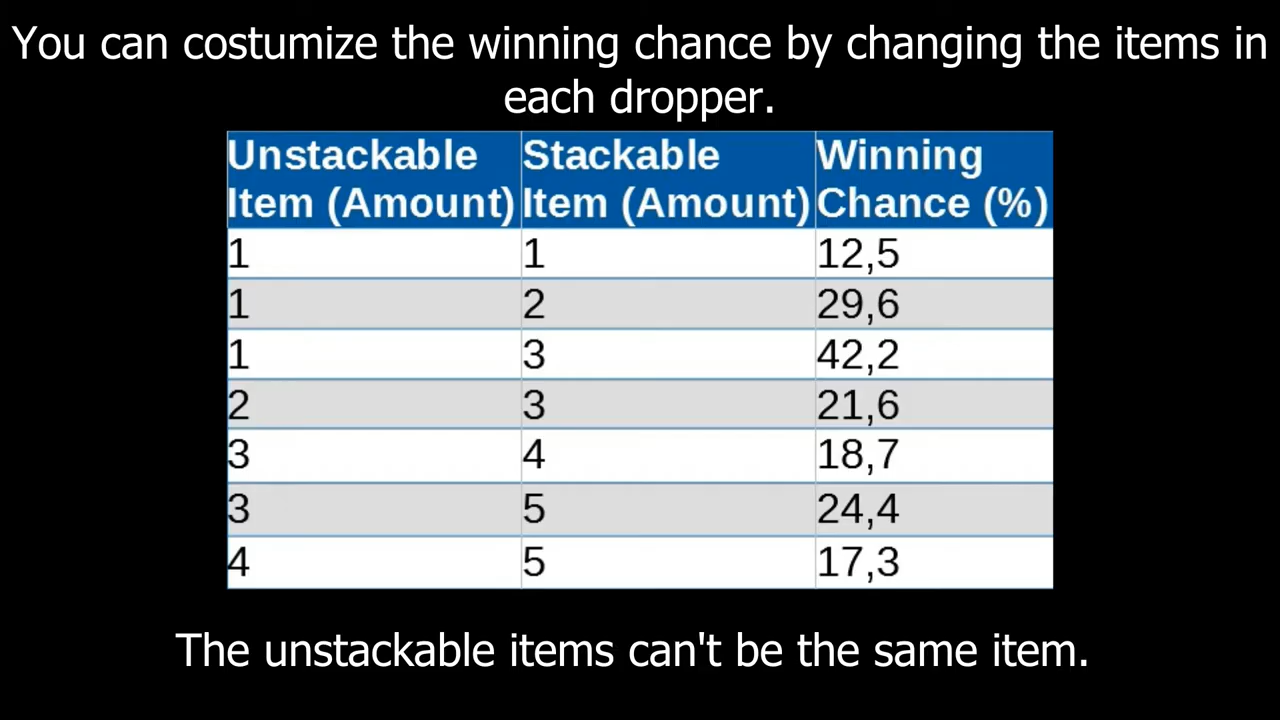 You can costumize the winning chance by changing the items in
each dropper.
Unstackable Item (Amount) Stackable Item (Amount) Winning Chance (%)
1 1 12,5
1 2 29,6
1 3 42,2
2 3 21,6
3 4 18,7
3 5 24,4
4 5 17,3
The unstackable items can't be the same item.